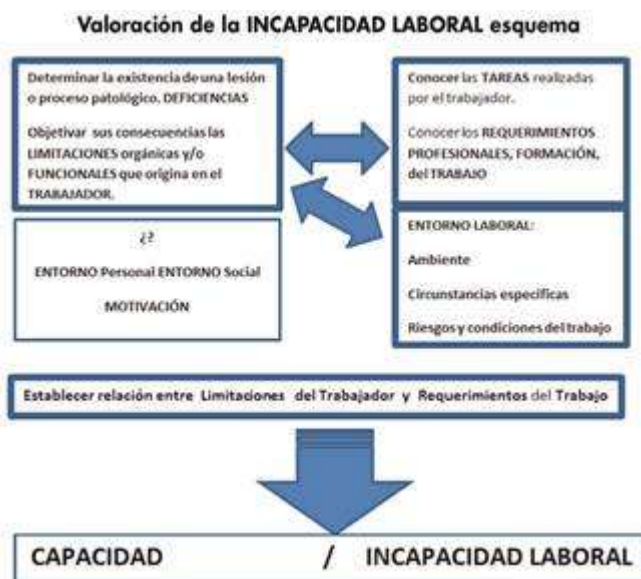 Valoración de la INCAPACIDAD LABORAL esquema
Determinar la existencia de una lesión
o proceso patológico. DEFICIENCIAS
Objetivar sus consecuencias las
LIMITACIONES orgánicas y/o
FUNCIONALES que origina en el
TRABAJADOR.
Conocer las TAREAS realizadas
por el trabajador.
Conocer los REQUERIMIENTOS
PROFESIONALES, FORMACIÓN,
del TRABAJO
¿?
ENTORNO Personal ENTORNO Social
MOTIVACIÓN
ENTORNO LABORAL:
Ambiente
Circunstancias específicas
Riesgos y condiciones del trabajo
Establecer relación entre Limitaciones del Trabajador y Requerimientos del Trabajo
CAPACIDAD / INCAPACIDAD LABORAL